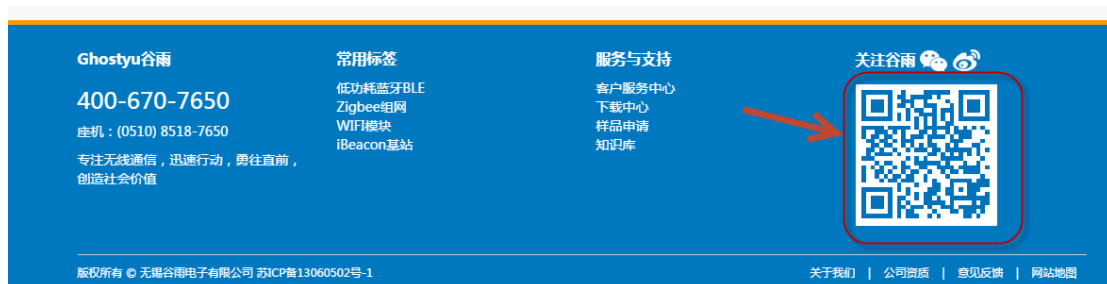 Ghostyu谷雨
400-670-7650
座机：(0510) 8518-7650
专注无线通信，迅速行动，勇往直前，
创造社会价值
常用标签
低功耗蓝牙BLE
Zigbee组网
WIFI模块
iBeacon基站
服务与支持
客户服务中心
下载中心
样品申请
知识库
关注谷雨
版权所有 © 无锡谷雨电子有限公司 苏ICP备13060502号-1
关于我们 | 公司资质 | 意见反馈 | 网站地图